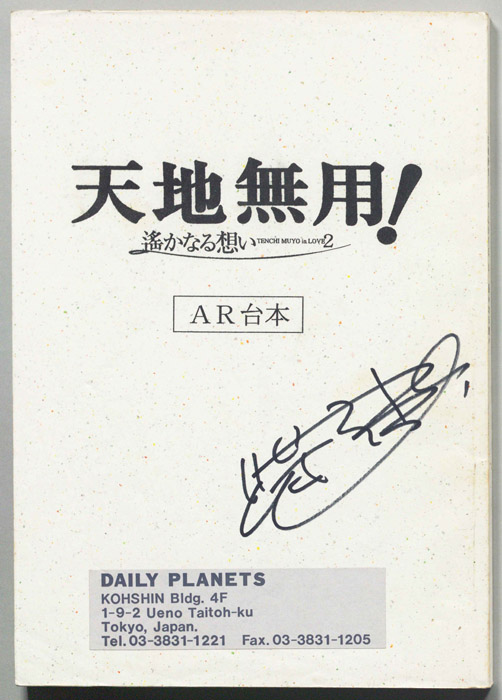 天地無用!
遙かなる想い TENCHI MUYO in LOVE2
AR台本
DAILY PLANETS
KOHSHIN Bldg. 4F
1-9-2 Ueno Taitoh-ku
Tokyo, Japan.
Tel. 03-3831-1221 Fax. 03-3831-1205